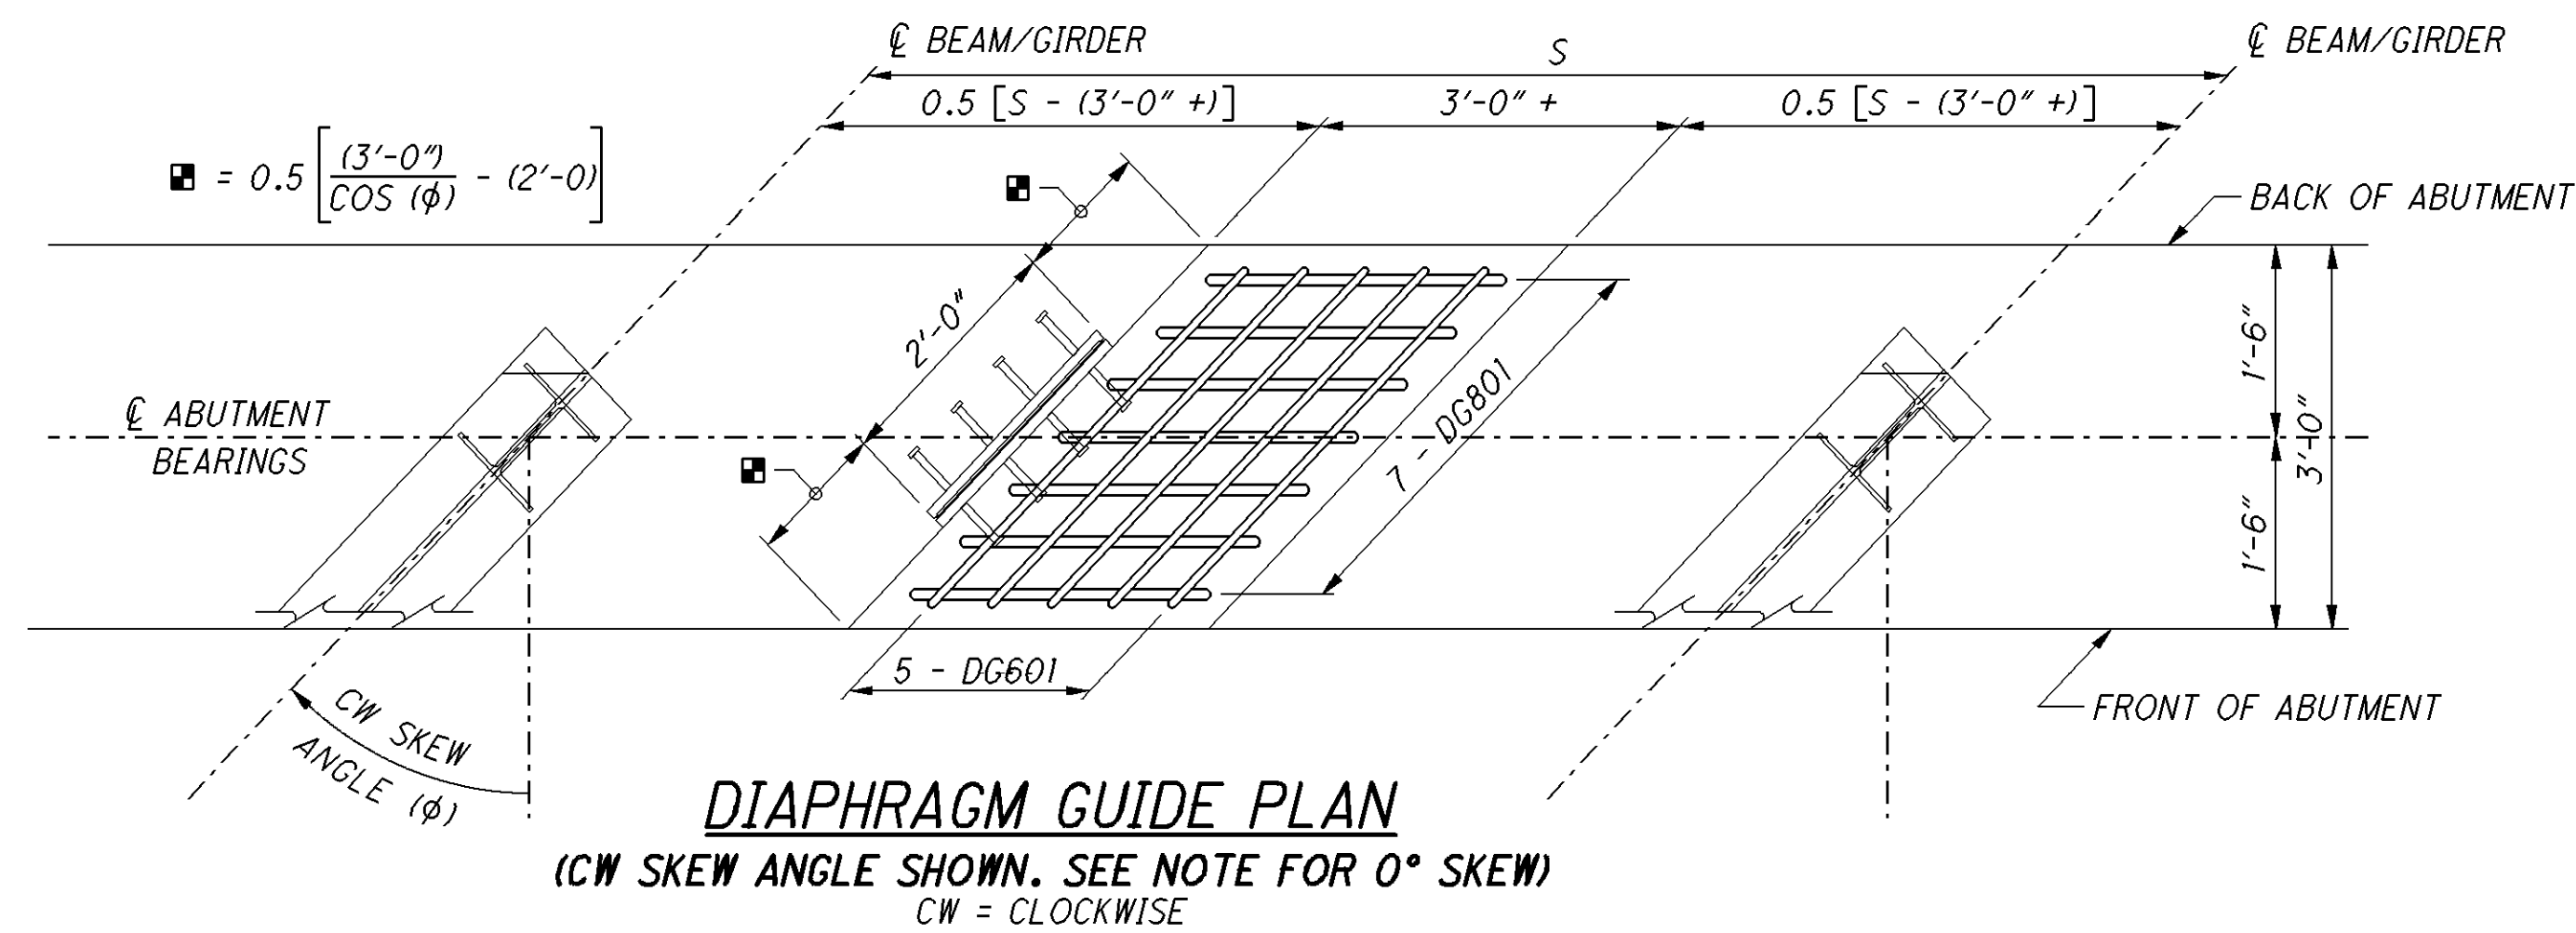 ℄ BEAM/GIRDER
S
℄ BEAM/GIRDER
0.5 [S - (3'-0" +)]
3'-0" +
0.5 [S - (3'-0" +)]
= 0.5 [(3'-0") / COS (ϕ) - (2'-0)]
BACK OF ABUTMENT
2'-0"
℄ ABUTMENT
BEARINGS
7 - DG801
1'-6"
3'-0"
1'-6"
5 - DG601
CW SKEW
ANGLE (ϕ)
FRONT OF ABUTMENT
DIAPHRAGM GUIDE PLAN
(CW SKEW ANGLE SHOWN. SEE NOTE FOR 0° SKEW)
CW = CLOCKWISE